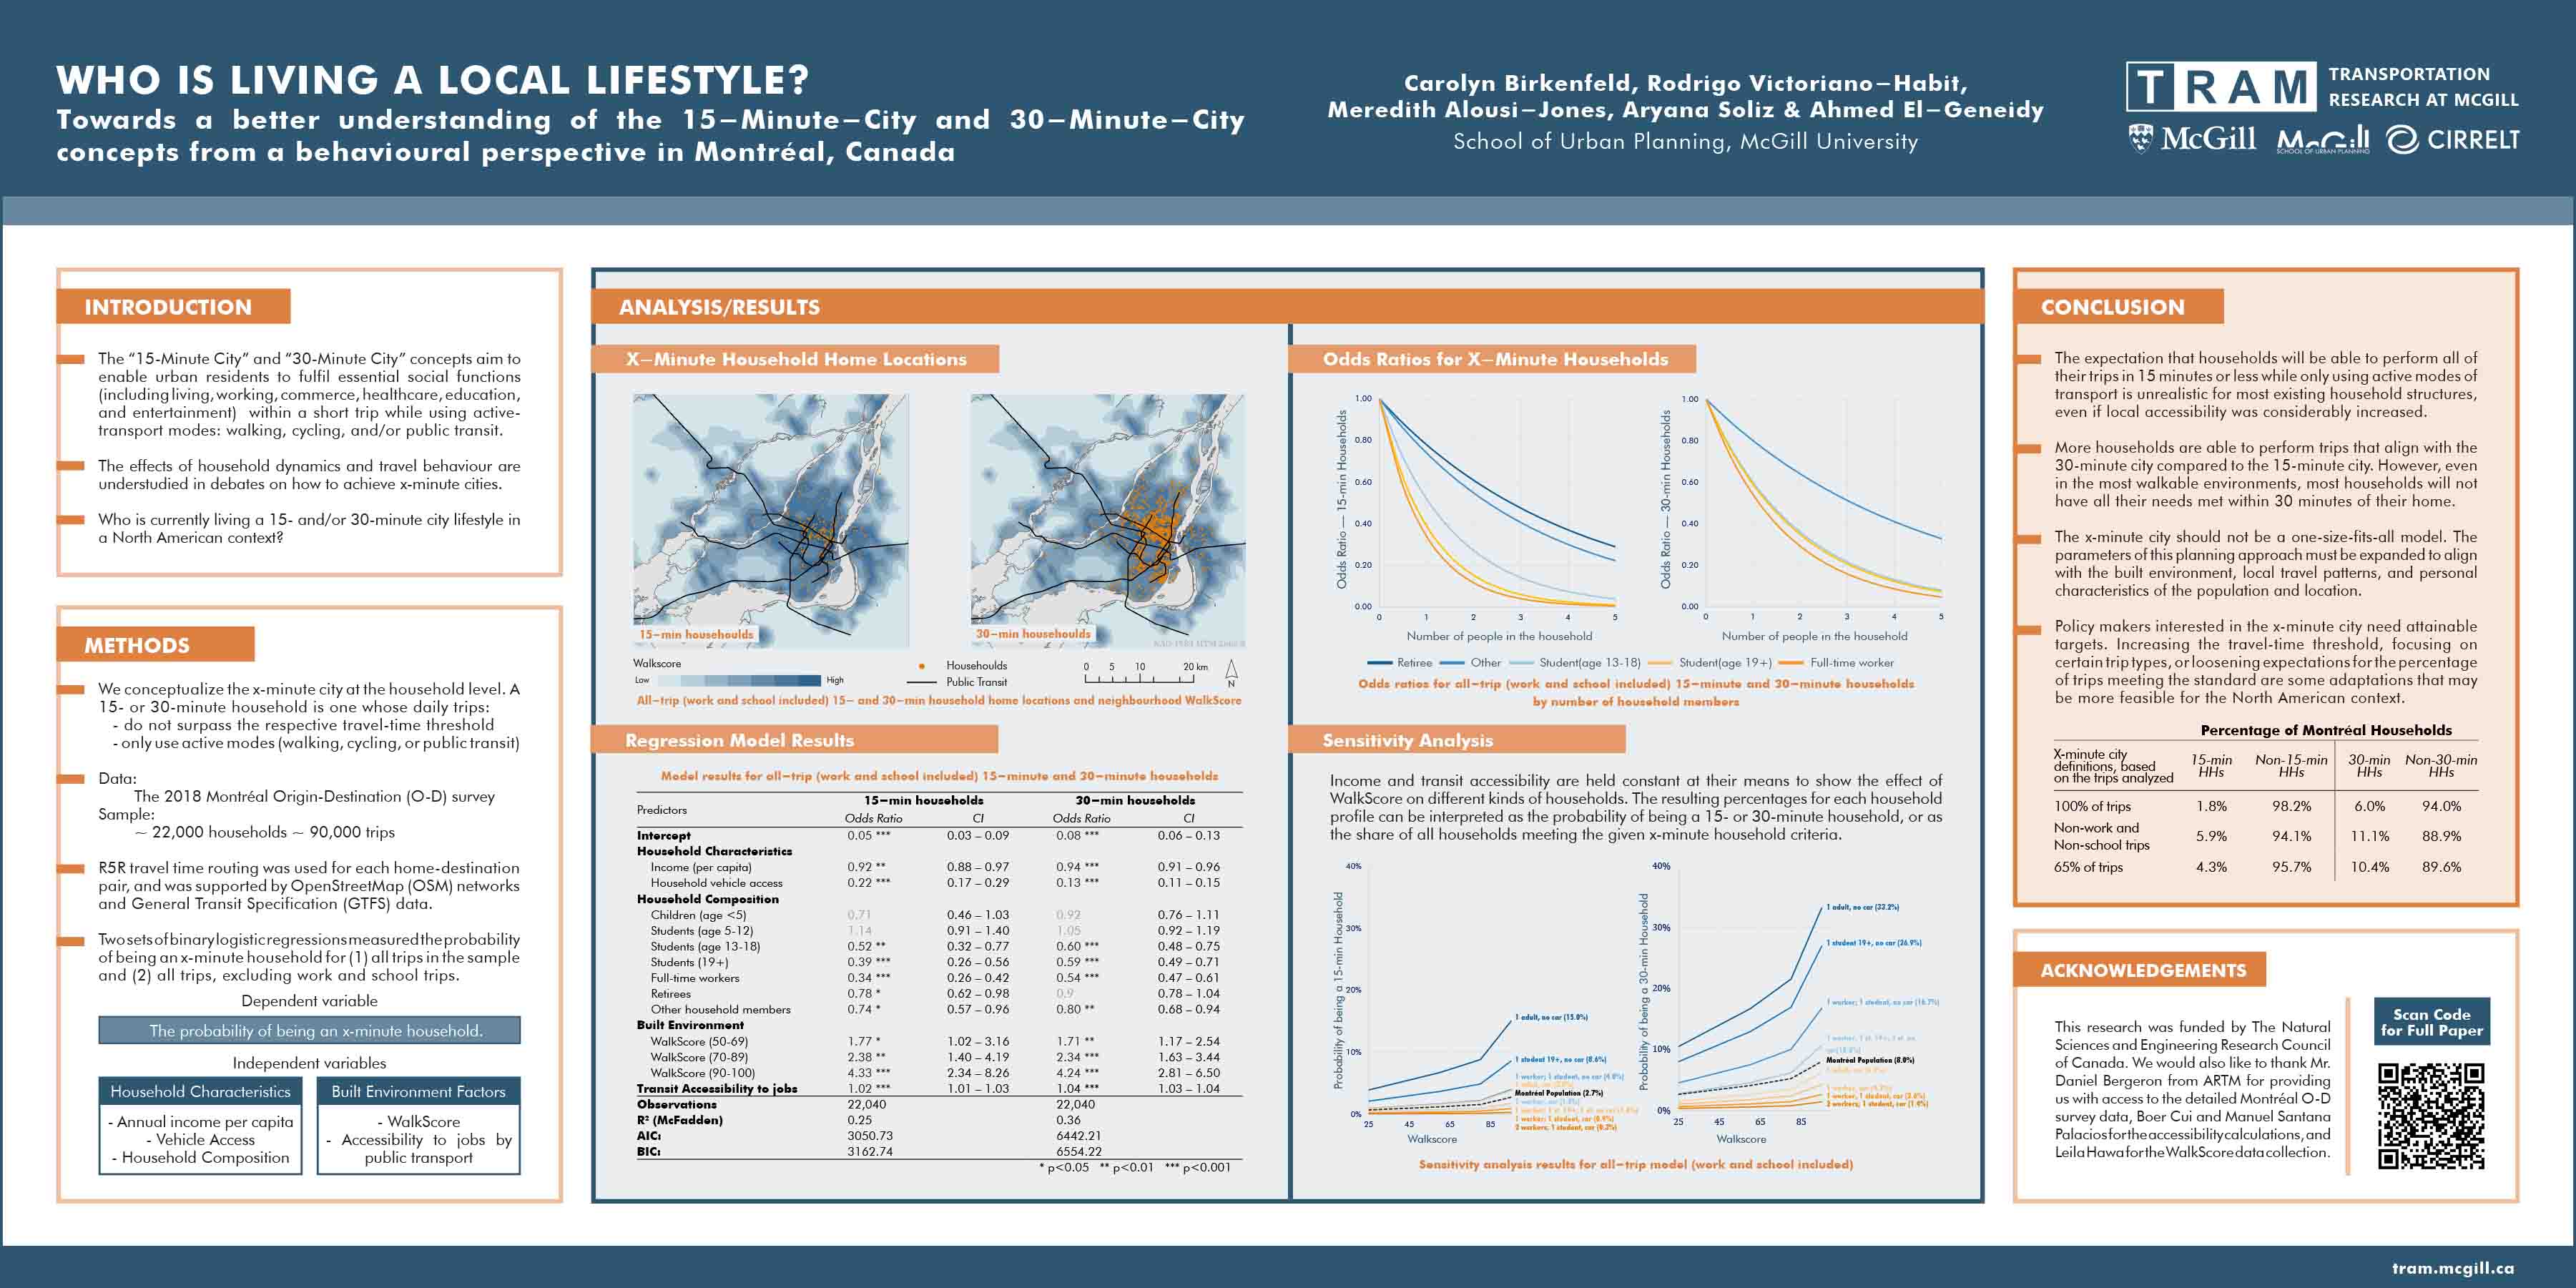 WHO IS LIVING A LOCAL LIFESTYLE?
Towards a better understanding of the 15–Minute–City and 30–Minute–City
concepts from a behavioural perspective in Montréal, Canada
Carolyn Birkenfeld, Rodrigo Victoriano–Habit,
Meredith Alousi–Jones, Aryana Soliz & Ahmed El–Geneidy
School of Urban Planning, McGill University
TRAM TRANSPORTATION
RESEARCH AT MCGILL
McGill McGill CIRRELT
SCHOOL OF URBAN PLANNING
INTRODUCTION
The “15-Minute City” and “30-Minute City” concepts aim to
enable urban residents to fulfil essential social functions
(including living, working, commerce, healthcare, education,
and entertainment) within a short trip while using active-
transport modes: walking, cycling, and/or public transit.
The effects of household dynamics and travel behaviour are
understudied in debates on how to achieve x-minute cities.
Who is currently living a 15- and/or 30-minute city lifestyle in
a North American context?
METHODS
We conceptualize the x-minute city at the household level. A
15- or 30-minute household is one whose daily trips:
- do not surpass the respective travel-time threshold
- only use active modes (walking, cycling, or public transit)
Data:
The 2018 Montréal Origin-Destination (O-D) survey
Sample:
~ 22,000 households ~ 90,000 trips
R5R travel time routing was used for each home-destination
pair, and was supported by OpenStreetMap (OSM) networks
and General Transit Specification (GTFS) data.
Two sets of binary logistic regressions measured the probability
of being an x-minute household for (1) all trips in the sample
and (2) all trips, excluding work and school trips.
Dependent variable
The probability of being an x-minute household.
Independent variables
Household Characteristics
- Annual income per capita
- Vehicle Access
- Household Composition
Built Environment Factors
- WalkScore
- Accessibility to jobs by
public transport
ANALYSIS/RESULTS
X–Minute Household Home Locations
15–min househoulds
30–min househoulds
Walkscore
Low High
Househoulds
Public Transit
0 5 10 20 km
N
All–trip (work and school included) 15– and 30–min household home locations and neighbourhood WalkScore
Regression Model Results
Model results for all–trip (work and school included) 15–minute and 30–minute households
Predictors 15–min households 30–min households
Odds Ratio CI Odds Ratio CI
Intercept 0.05 *** 0.03 – 0.09 0.08 *** 0.06 – 0.13
Household Characteristics
Income (per capita) 0.92 ** 0.88 – 0.97 0.94 *** 0.91 – 0.96
Household vehicle access 0.22 *** 0.17 – 0.29 0.13 *** 0.11 – 0.15
Household Composition
Children (age <5) 0.71 0.46 – 1.03 0.92 0.76 – 1.11
Students (age 5-12) 1.14 0.91 – 1.40 1.05 0.92 – 1.19
Students (age 13-18) 0.52 ** 0.32 – 0.77 0.60 *** 0.48 – 0.75
Students (19+) 0.39 *** 0.26 – 0.56 0.59 *** 0.49 – 0.71
Full-time workers 0.34 *** 0.26 – 0.42 0.54 *** 0.47 – 0.61
Retirees 0.78 * 0.62 – 0.98 0.9 0.78 – 1.04
Other household members 0.74 * 0.57 – 0.96 0.80 ** 0.68 – 0.94
Built Environment
WalkScore (50-69) 1.77 * 1.02 – 3.16 1.71 ** 1.17 – 2.54
WalkScore (70-89) 2.38 ** 1.40 – 4.19 2.34 *** 1.63 – 3.44
WalkScore (90-100) 4.33 *** 2.34 – 8.26 4.24 *** 2.81 – 6.50
Transit Accessibility to jobs 1.02 *** 1.01 – 1.03 1.04 *** 1.03 – 1.04
Observations 22,040 22,040
R² (McFadden) 0.25 0.36
AIC: 3050.73 6442.21
BIC: 3162.74 6554.22
* p<0.05 ** p<0.01 *** p<0.001
Odds Ratios for X–Minute Households
Odds Ratio — 15-min Households
1.00
0.80
0.60
0.40
0.20
0.00
0 1 2 3 4 5
Number of people in the household
Odds Ratio — 30-min Households
1.00
0.80
0.60
0.40
0.20
0.00
0 1 2 3 4 5
Number of people in the household
Retiree Other Student(age 13-18) Student(age 19+) Full-time worker
Odds ratios for all–trip (work and school included) 15–minute and 30–minute households
by number of household members
Sensitivity Analysis
Income and transit accessibility are held constant at their means to show the effect of
WalkScore on different kinds of households. The resulting percentages for each household
profile can be interpreted as the probability of being a 15- or 30-minute household, or as
the share of all households meeting the given x-minute household criteria.
Probability of being a 15-min Household
40%
30%
20%
10%
0%
25 45 65 85
Walkscore
1 adult, no car (15.0%)
1 student 19+, no car (8.6%)
1 worker; 1 student, no car (4.0%)
Montréal Population (2.7%)
2 workers; 1 student, car (0.3%)
Probability of being a 30-min Household
40%
30%
20%
10%
0%
25 45 65 85
Walkscore
1 adult, no car (33.2%)
1 student 19+, no car (26.9%)
1 worker; 1 student, no car (16.7%)
Montréal Population (8.0%)
2 workers; 1 student, car (1.4%)
Sensitivity analysis results for all–trip model (work and school included)
CONCLUSION
The expectation that households will be able to perform all of
their trips in 15 minutes or less while only using active modes of
transport is unrealistic for most existing household structures,
even if local accessibility was considerably increased.
More households are able to perform trips that align with the
30-minute city compared to the 15-minute city. However, even
in the most walkable environments, most households will not
have all their needs met within 30 minutes of their home.
The x-minute city should not be a one-size-fits-all model. The
parameters of this planning approach must be expanded to align
with the built environment, local travel patterns, and personal
characteristics of the population and location.
Policy makers interested in the x-minute city need attainable
targets. Increasing the travel-time threshold, focusing on
certain trip types, or loosening expectations for the percentage
of trips meeting the standard are some adaptations that may
be more feasible for the North American context.
Percentage of Montréal Households
X-minute city
definitions, based
on the trips analyzed
15-min HHs Non-15-min HHs 30-min HHs Non-30-min HHs
100% of trips 1.8% 98.2% 6.0% 94.0%
Non-work and
Non-school trips 5.9% 94.1% 11.1% 88.9%
65% of trips 4.3% 95.7% 10.4% 89.6%
ACKNOWLEDGEMENTS
This research was funded by The Natural
Sciences and Engineering Research Council
of Canada. We would also like to thank Mr.
Daniel Bergeron from ARTM for providing
us with access to the detailed Montréal O-D
survey data, Boer Cui and Manuel Santana
Palacios for the accessibility calculations, and
Leila Hawa for the WalkScore data collection.
Scan Code
for Full Paper
tram.mcgill.ca